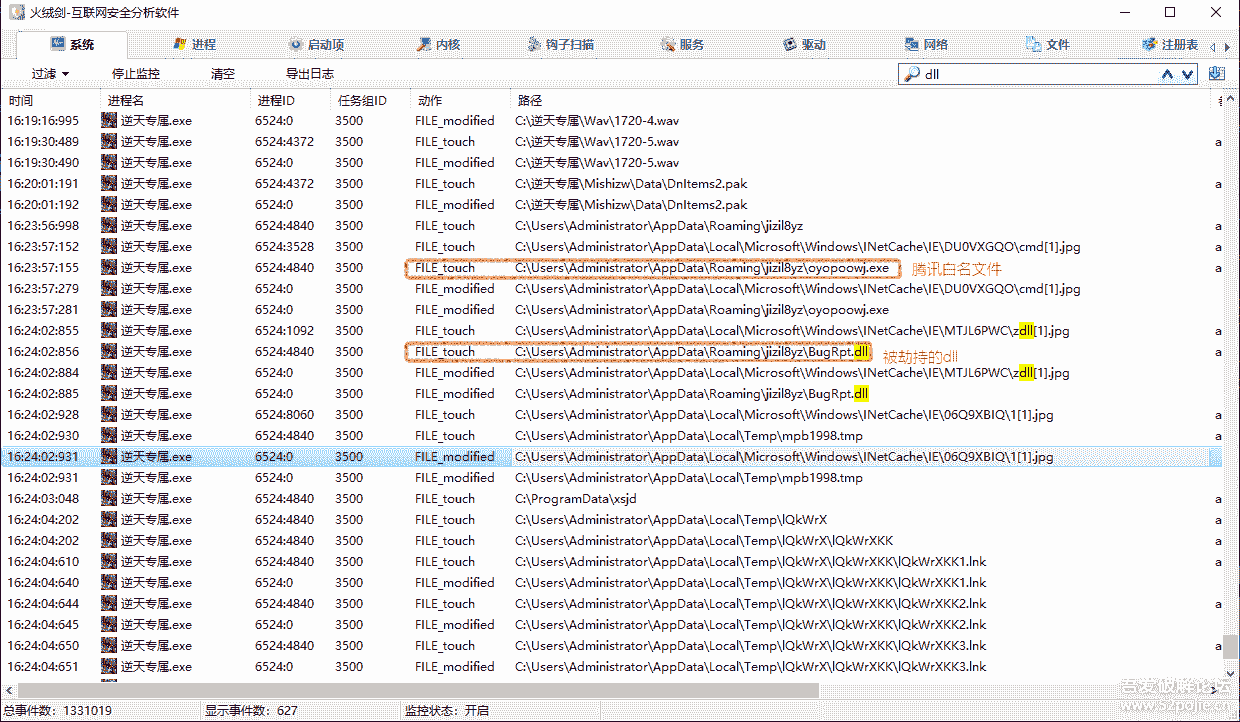 火绒剑-互联网安全分析软件
系统 进程 启动项 内核 钩子扫描 服务 驱动 网络 文件 注册表
过滤 停止监控 清空 导出日志 dll
时间 进程名 进程ID 任务组ID 动作 路径
16:19:16:995 逆天专属.exe 6524:0 3500 FILE_modified C:\逆天专属\Wav\1720-4.wav
16:19:30:489 逆天专属.exe 6524:4372 3500 FILE_touch C:\逆天专属\Wav\1720-5.wav a
16:19:30:490 逆天专属.exe 6524:0 3500 FILE_modified C:\逆天专属\Wav\1720-5.wav
16:20:01:191 逆天专属.exe 6524:4372 3500 FILE_touch C:\逆天专属\Mishizw\Data\DnItems2.pak a
16:20:01:192 逆天专属.exe 6524:0 3500 FILE_modified C:\逆天专属\Mishizw\Data\DnItems2.pak
16:23:56:998 逆天专属.exe 6524:4840 3500 FILE_touch C:\Users\Administrator\AppData\Roaming\jizil8yz a
16:23:57:152 逆天专属.exe 6524:3528 3500 FILE_touch C:\Users\Administrator\AppData\Local\Microsoft\Windows\INetCache\IE\DU0VXGQO\cmd[1].jpg a
16:23:57:155 逆天专属.exe 6524:4840 3500 FILE_touch C:\Users\Administrator\AppData\Roaming\jizil8yz\oyopoowj.exe 腾讯白名文件 a
16:23:57:279 逆天专属.exe 6524:0 3500 FILE_modified C:\Users\Administrator\AppData\Local\Microsoft\Windows\INetCache\IE\DU0VXGQO\cmd[1].jpg
16:23:57:281 逆天专属.exe 6524:0 3500 FILE_modified C:\Users\Administrator\AppData\Roaming\jizil8yz\oyopoowj.exe
16:24:02:855 逆天专属.exe 6524:1092 3500 FILE_touch C:\Users\Administrator\AppData\Local\Microsoft\Windows\INetCache\IE\MTJL6PWC\zdll[1].jpg a
16:24:02:856 逆天专属.exe 6524:4840 3500 FILE_touch C:\Users\Administrator\AppData\Roaming\jizil8yz\BugRpt.dll 被劫持的dll a
16:24:02:884 逆天专属.exe 6524:0 3500 FILE_modified C:\Users\Administrator\AppData\Local\Microsoft\Windows\INetCache\IE\MTJL6PWC\zdll[1].jpg
16:24:02:885 逆天专属.exe 6524:0 3500 FILE_modified C:\Users\Administrator\AppData\Roaming\jizil8yz\BugRpt.dll
16:24:02:928 逆天专属.exe 6524:8060 3500 FILE_touch C:\Users\Administrator\AppData\Local\Microsoft\Windows\INetCache\IE\06Q9XBIQ\1[1].jpg a
16:24:02:930 逆天专属.exe 6524:4840 3500 FILE_touch C:\Users\Administrator\AppData\Local\Temp\mpb1998.tmp a
16:24:02:931 逆天专属.exe 6524:0 3500 FILE_modified C:\Users\Administrator\AppData\Local\Microsoft\Windows\INetCache\IE\06Q9XBIQ\1[1].jpg
16:24:02:931 逆天专属.exe 6524:0 3500 FILE_modified C:\Users\Administrator\AppData\Local\Temp\mpb1998.tmp
16:24:03:048 逆天专属.exe 6524:4840 3500 FILE_touch C:\ProgramData\xsjd a
16:24:04:202 逆天专属.exe 6524:4840 3500 FILE_touch C:\Users\Administrator\AppData\Local\Temp\lQkWrX a
16:24:04:202 逆天专属.exe 6524:4840 3500 FILE_touch C:\Users\Administrator\AppData\Local\Temp\lQkWrX\lQkWrXKK a
16:24:04:610 逆天专属.exe 6524:4840 3500 FILE_touch C:\Users\Administrator\AppData\Local\Temp\lQkWrX\lQkWrXKK\lQkWrXKK1.lnk a
16:24:04:640 逆天专属.exe 6524:0 3500 FILE_modified C:\Users\Administrator\AppData\Local\Temp\lQkWrX\lQkWrXKK\lQkWrXKK1.lnk
16:24:04:644 逆天专属.exe 6524:4840 3500 FILE_touch C:\Users\Administrator\AppData\Local\Temp\lQkWrX\lQkWrXKK\lQkWrXKK2.lnk a
16:24:04:645 逆天专属.exe 6524:0 3500 FILE_modified C:\Users\Administrator\AppData\Local\Temp\lQkWrX\lQkWrXKK\lQkWrXKK2.lnk
16:24:04:650 逆天专属.exe 6524:4840 3500 FILE_touch C:\Users\Administrator\AppData\Local\Temp\lQkWrX\lQkWrXKK\lQkWrXKK3.lnk a
16:24:04:651 逆天专属.exe 6524:0 3500 FILE_modified C:\Users\Administrator\AppData\Local\Temp\lQkWrX\lQkWrXKK\lQkWrXKK3.lnk
总事件数: 1331019 显示事件数: 627 监控状态: 开启
吾爱破解论坛
www.52pojie.cn